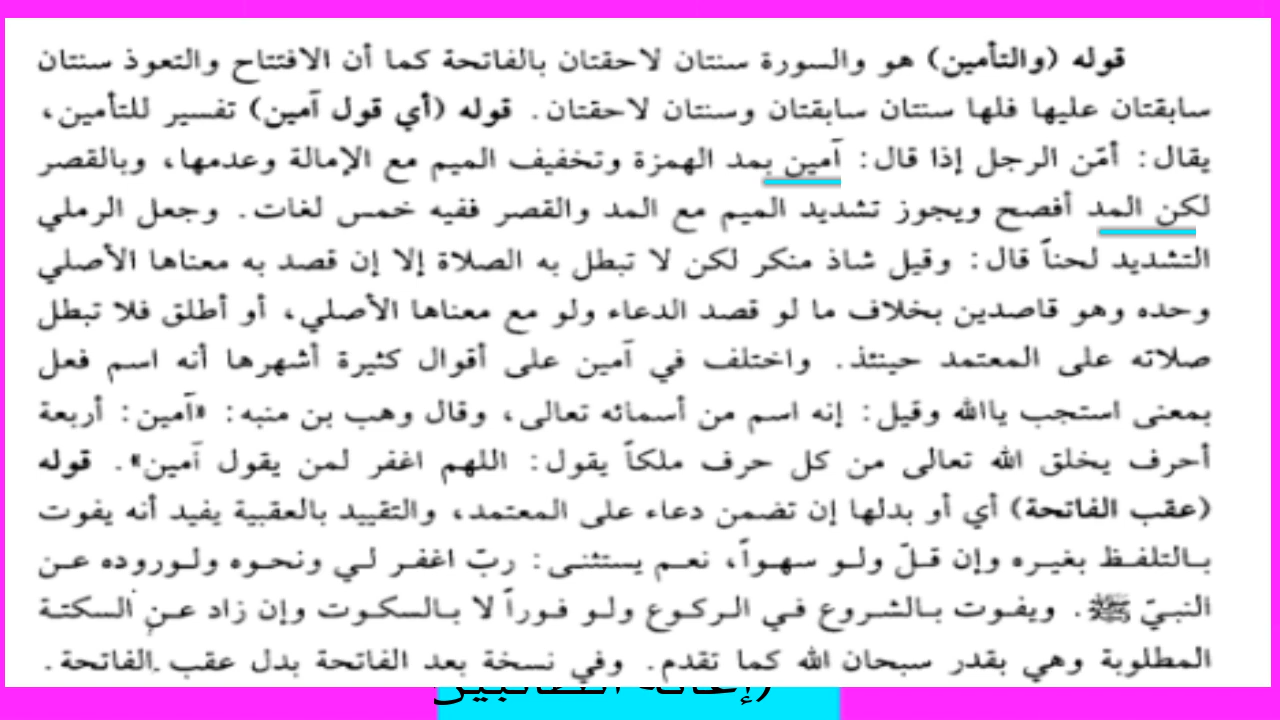 قوله (والتأمين) هو والسورة سنتان لاحقتان بالفاتحة كما أن الافتتاح والتعوذ سنتان
سابقتان عليها فلها سنتان سابقتان وسنتان لاحقتان. قوله (أي قول آمين) تفسير للتأمين،
يقال: أمّن الرجل إذا قال: آمين بمد الهمزة وتخفيف الميم مع الإمالة وعدمها، وبالقصر
لكن المد أفصح ويجوز تشديد الميم مع المد والقصر ففيه خمس لغات. وجعل الرملي
التشديد لحناً قال: وقيل شاذ منكر لكن لا تبطل به الصلاة إلا إن قصد به معناها الأصلي
وحده وهو قاصدين بخلاف ما لو قصد الدعاء ولو مع معناها الأصلي، أو أطلق فلا تبطل
صلاته على المعتمد حينئذ. واختلف في آمين على أقوال كثيرة أشهرها أنه اسم فعل
بمعنى استجب ياالله وقيل: إنه اسم من أسمائه تعالى، وقال وهب بن منبه: «آمين: أربعة
أحرف يخلق الله تعالى من كل حرف ملكاً يقول: اللهم اغفر لمن يقول آمين». قوله
(عقب الفاتحة) أي أو بدلها إن تضمن دعاء على المعتمد، والتقييد بالعقبية يفيد أنه يفوت
بالتلفظ بغيره وإن قلّ ولو سهواً، نعم يستثنى: ربّ اغفر لي ونحوه ولوروده عن
النبيّ ﷺ. ويفوت بالشروع في الركوع ولو فوراً لا بالسكوت وإن زاد عن السكتة
المطلوبة وهي بقدر سبحان الله كما تقدم. وفي نسخة بعد الفاتحة بدل عقب الفاتحة.